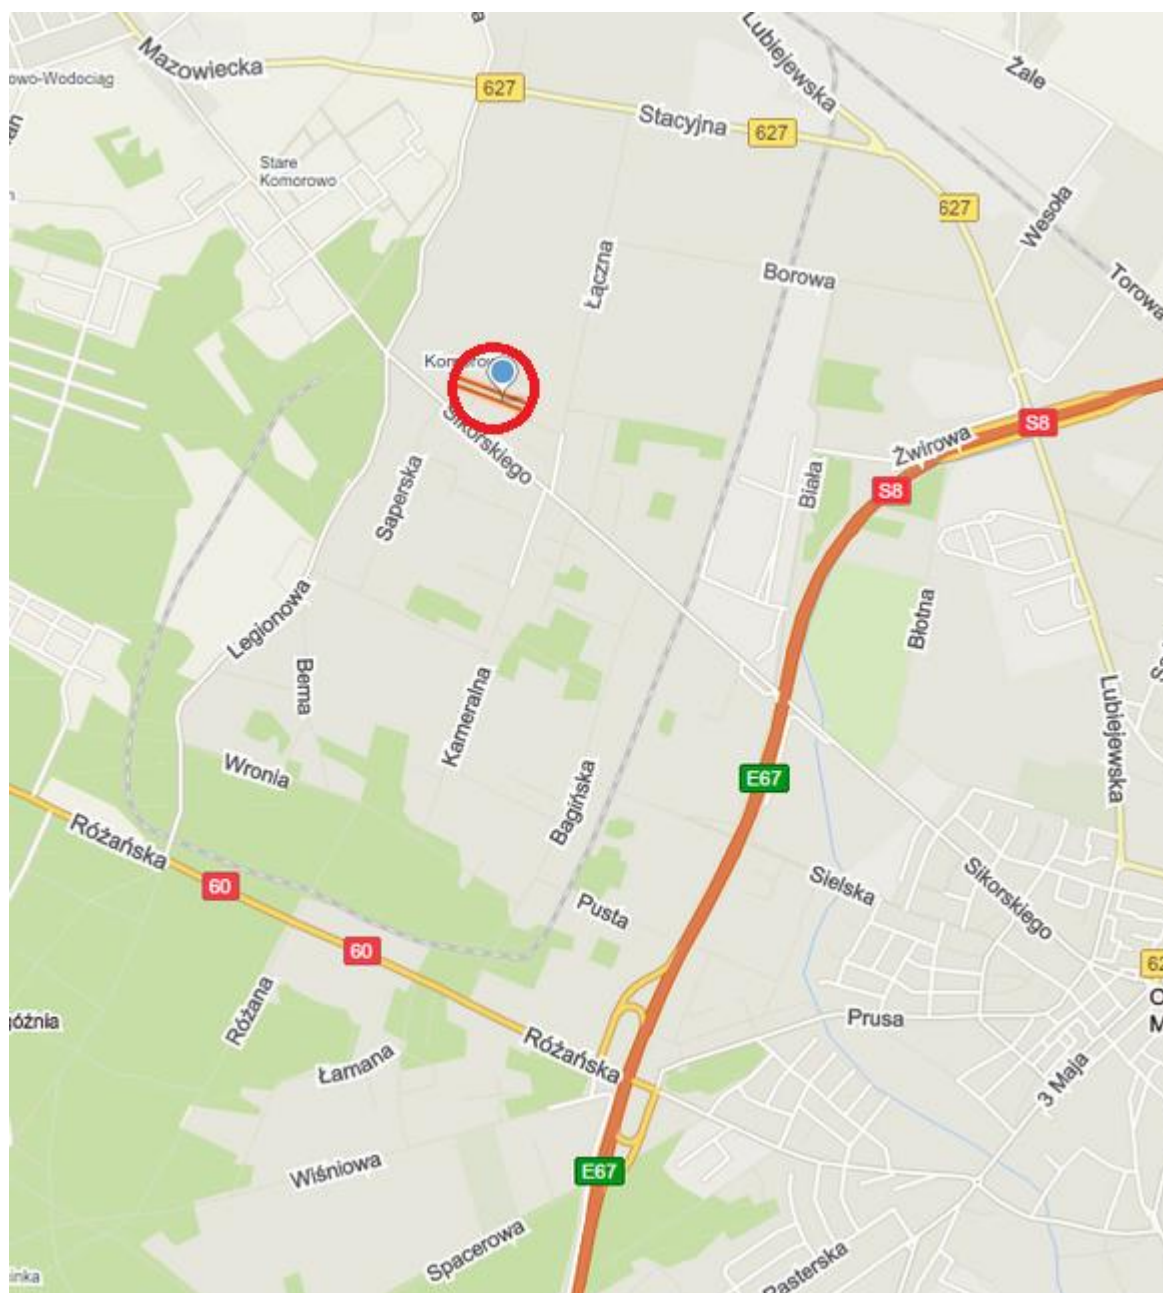 Mazowiecka
owo-Wodociąg
627
Stacyjna
627
Lubiejewska
Żale
Stare
Komorowo
627
Wesoła
Łączna
Borowa
Torowa
Sikorskiego
S8
Żwirowa
S8
Biała
Saperska
Legionowa
Błotna
Bema
Kameralna
Lubiejewska
Wronia
E67
Bagińska
Różańska
60
Sielska
Sikorskiego
Pusta
60
Różana
Prusa
Różańska
Łamana
3 Maja
Wiśniowa
E67
Spacerowa